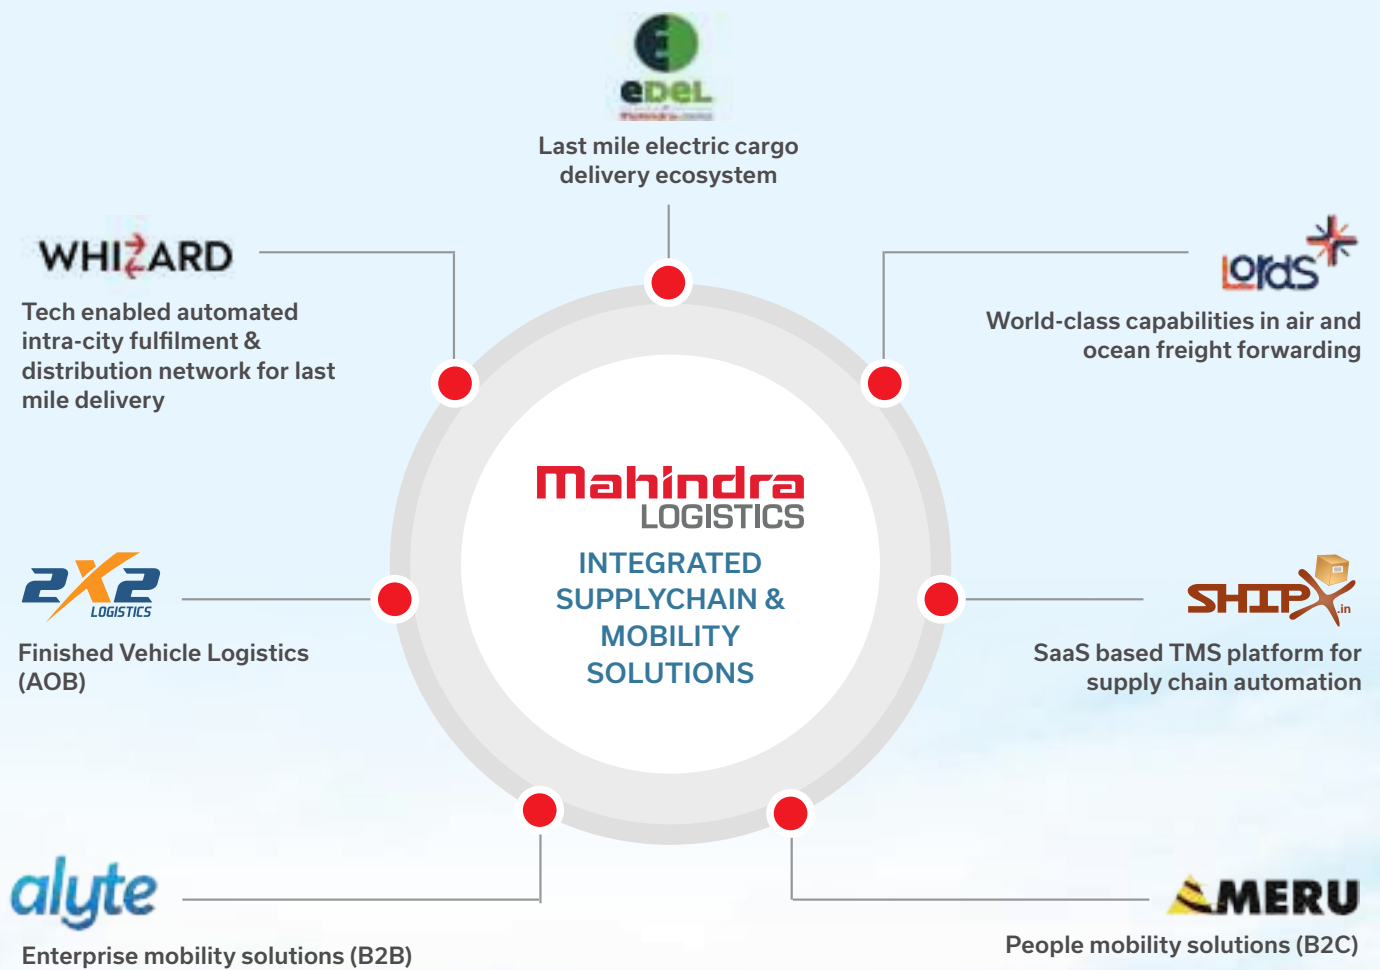 eDeL
Last mile electric cargo
delivery ecosystem
WHIZARD
Tech enabled automated
intra-city fulfilment &
distribution network for last
mile delivery
Lords
World-class capabilities in air and
ocean freight forwarding
Mahindra
LOGISTICS
INTEGRATED
SUPPLYCHAIN &
MOBILITY
SOLUTIONS
2X2
LOGISTICS
Finished Vehicle Logistics
(AOB)
SHIPX.in
SaaS based TMS platform for
supply chain automation
alyte
Enterprise mobility solutions (B2B)
MERU
People mobility solutions (B2C)